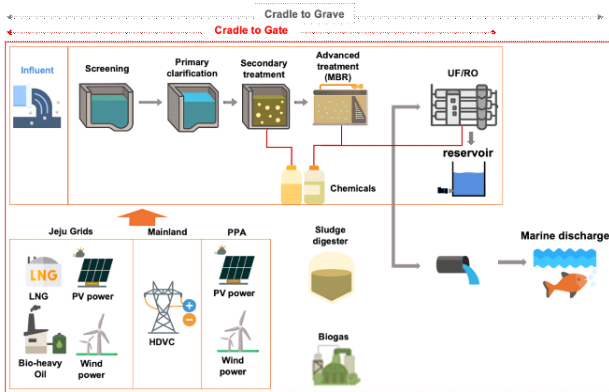 Cradle to Grave
Cradle to Gate
Influent
Screening
Primary
clarification
Secondary
treatment
Advanced
treatment
(MBR)
UF/RO
reservoir
Chemicals
Jeju Grids
Mainland
PPA
LNG
LNG
PV power
HDVC
PV power
Bio-heavy
Oil
Wind
power
Wind
power
Sludge
digester
Biogas
Marine discharge